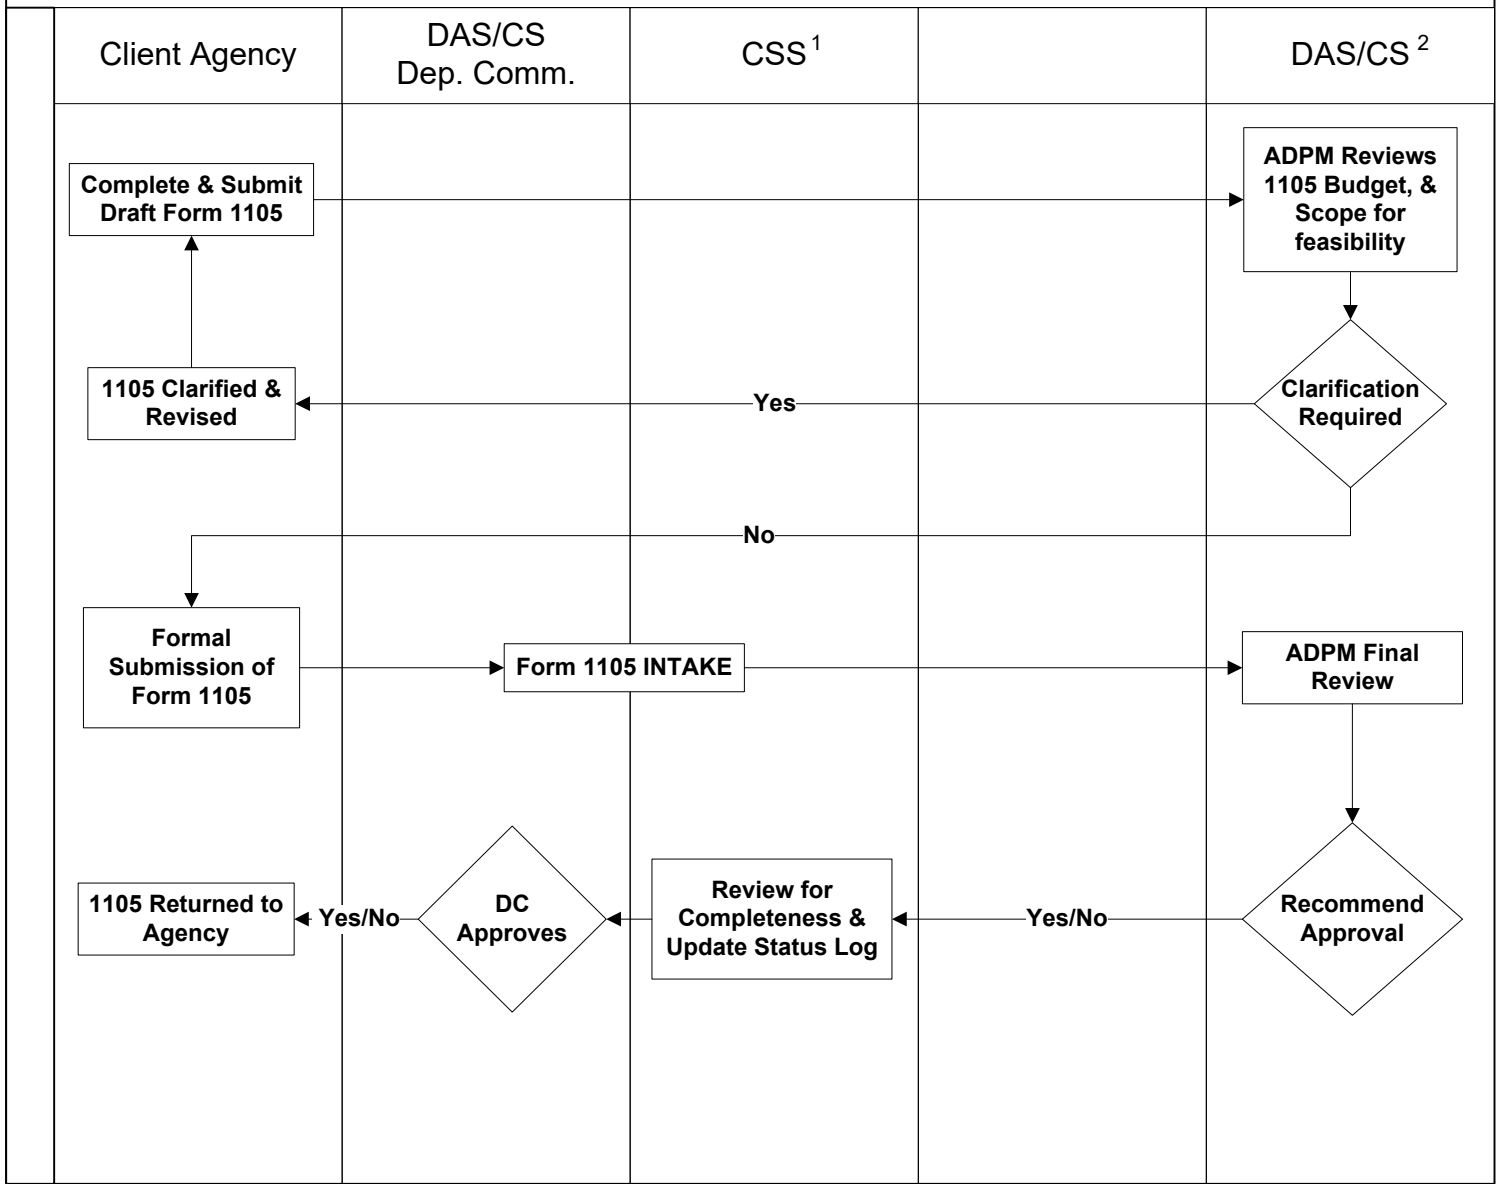 Client Agency
DAS/CS
Dep. Comm.
CSS 1
DAS/CS 2
Complete & Submit
Draft Form 1105
ADPM Reviews
1105 Budget, &
Scope for
feasibility
1105 Clarified &
Revised
Yes
Clarification
Required
No
Formal
Submission of
Form 1105
Form 1105 INTAKE
ADPM Final
Review
1105 Returned to
Agency
Yes/No
DC
Approves
Review for
Completeness &
Update Status Log
Yes/No
Recommend
Approval